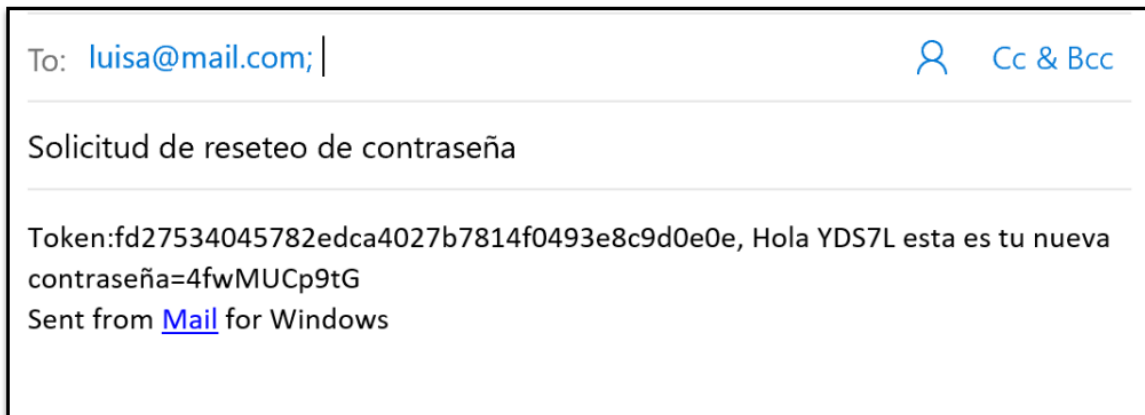 To: luisa@mail.com; Cc & Bcc
Solicitud de reseteo de contraseña
Token:fd27534045782edca4027b7814f0493e8c9d0e0e, Hola YDS7L esta es tu nueva
contraseña=4fwMUCp9tG
Sent from Mail for Windows